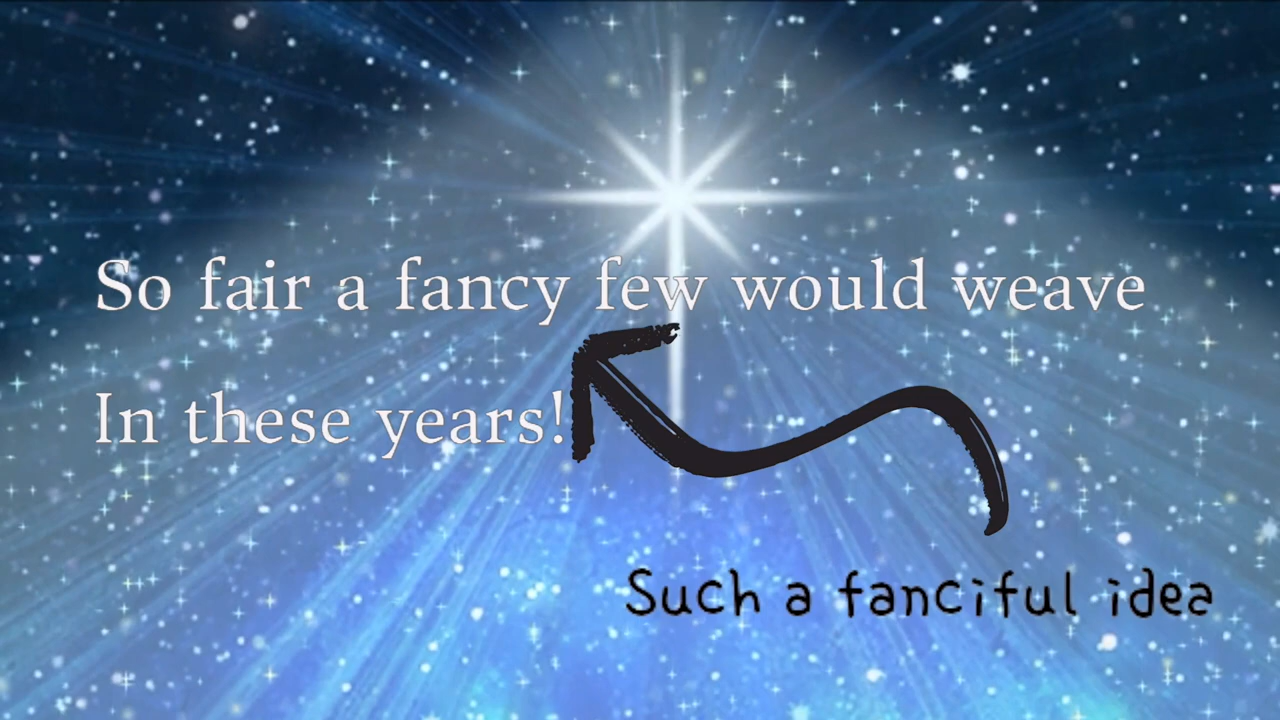 So fair a fancy few would weave
In these years!
Such a fanciful idea